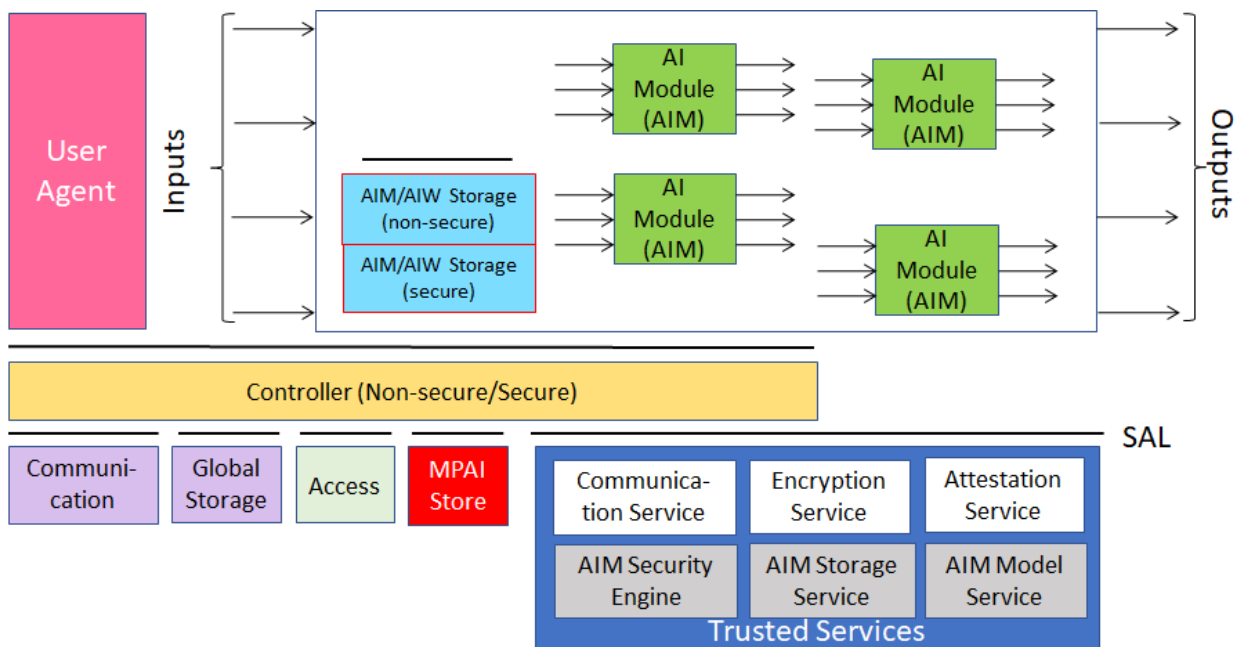 User
Agent
Inputs
AI
Module
(AIM)
AI
Module
(AIM)
AIM/AIW Storage
(non-secure)
AIM/AIW Storage
(secure)
AI
Module
(AIM)
AI
Module
(AIM)
Outputs
Controller (Non-secure/Secure)
SAL
Communi-
cation
Global
Storage
Access
MPAI
Store
Communica-
tion Service
Encryption
Service
Attestation
Service
AIM Security
Engine
AIM Storage
Service
AIM Model
Service
Trusted Services